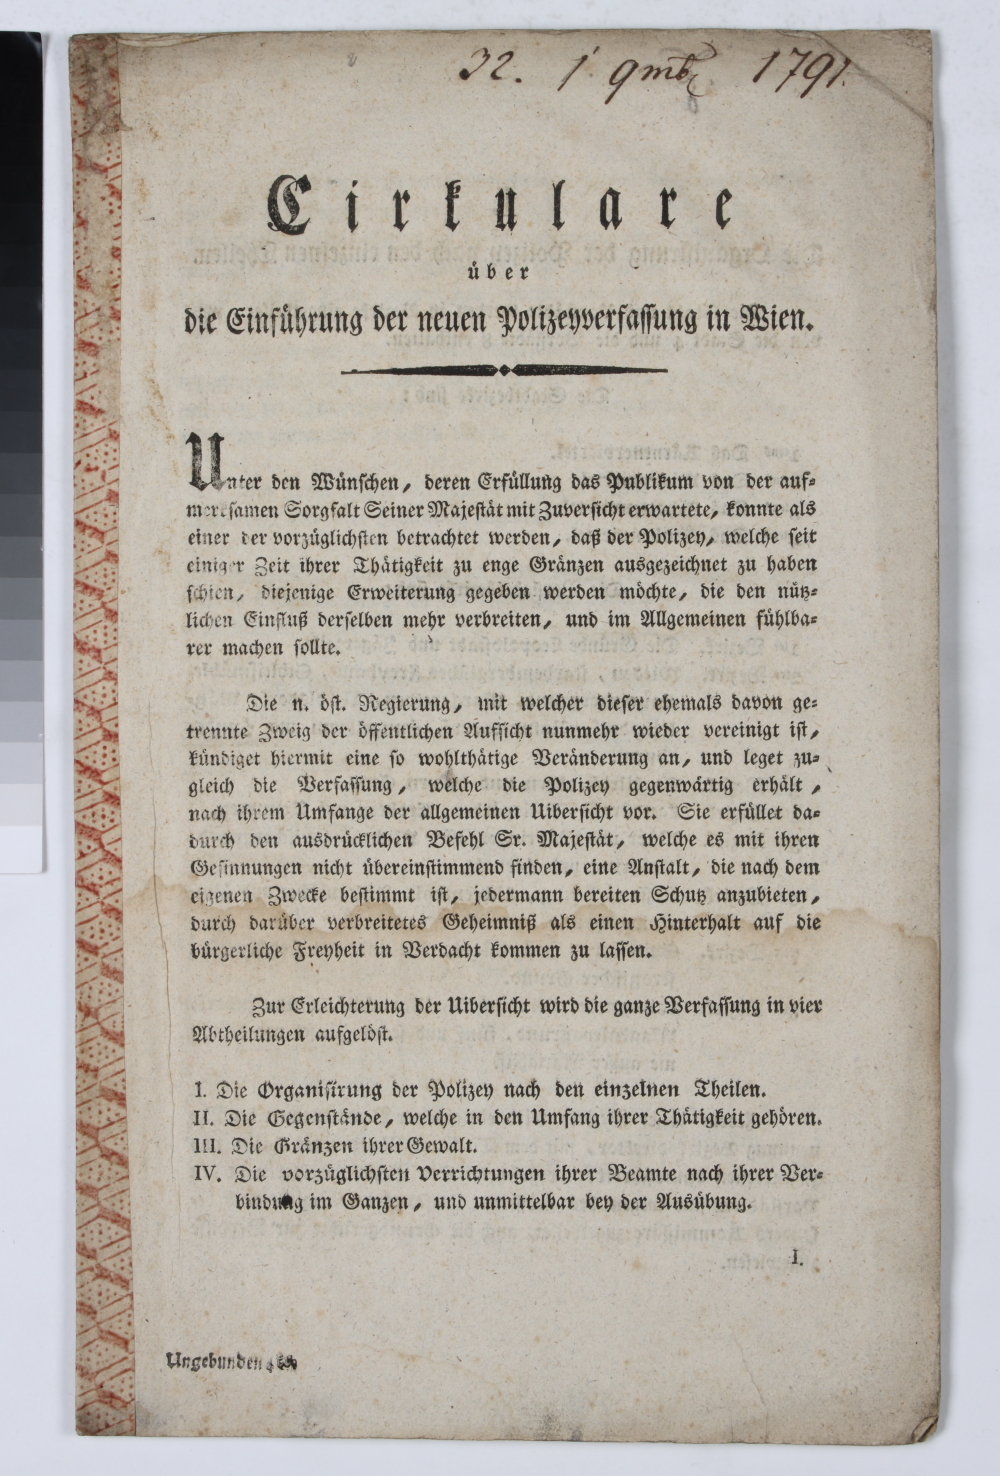 32. 1 9mb 1791.
Cirkulare
über
die Einführung der neuen Polizeyverfassung in Wien.
Unter den Wünschen, deren Erfüllung das Publikum von der auf-
merksamen Sorgfalt Seiner Majestät mit Zuversicht erwartete, konnte als
einer der vorzüglichsten betrachtet werden, daß der Polizey, welche seit
einiger Zeit ihrer Thätigkeit zu enge Gränzen ausgezeichnet zu haben
schien, diejenige Erweiterung gegeben werden möchte, die den nütz-
lichen Einfluß derselben mehr verbreiten, und im Allgemeinen fühlba-
rer machen sollte.
Die n. öst. Regierung, mit welcher dieser ehemals davon ge-
trennte Zweig der öffentlichen Aufsicht nunmehr wieder vereinigt ist,
kündiget hiermit eine so wohlthätige Veränderung an, und leget zu-
gleich die Verfassung, welche die Polizey gegenwärtig erhält,
nach ihrem Umfange der allgemeinen Uibersicht vor. Sie erfüllet da-
durch den ausdrücklichen Befehl Sr. Majestät, welche es mit ihren
Gesinnungen nicht übereinstimmend finden, eine Anstalt, die nach dem
eigenen Zwecke bestimmt ist, jedermann bereiten Schutz anzubieten,
durch darüber verbreitetes Geheimniß als einen Hinterhalt auf die
bürgerliche Freyheit in Verdacht kommen zu lassen.
Zur Erleichterung der Uibersicht wird die ganze Verfassung in vier
Abtheilungen aufgelöst.
I. Die Organisirung der Polizey nach den einzelnen Theilen.
II. Die Gegenstände, welche in den Umfang ihrer Thätigkeit gehören.
III. Die Gränzen ihrer Gewalt.
IV. Die vorzüglichsten Verrichtungen ihrer Beamte nach ihrer Ver-
bindung im Ganzen, und unmittelbar bey der Ausübung.
I.
Ungebunden